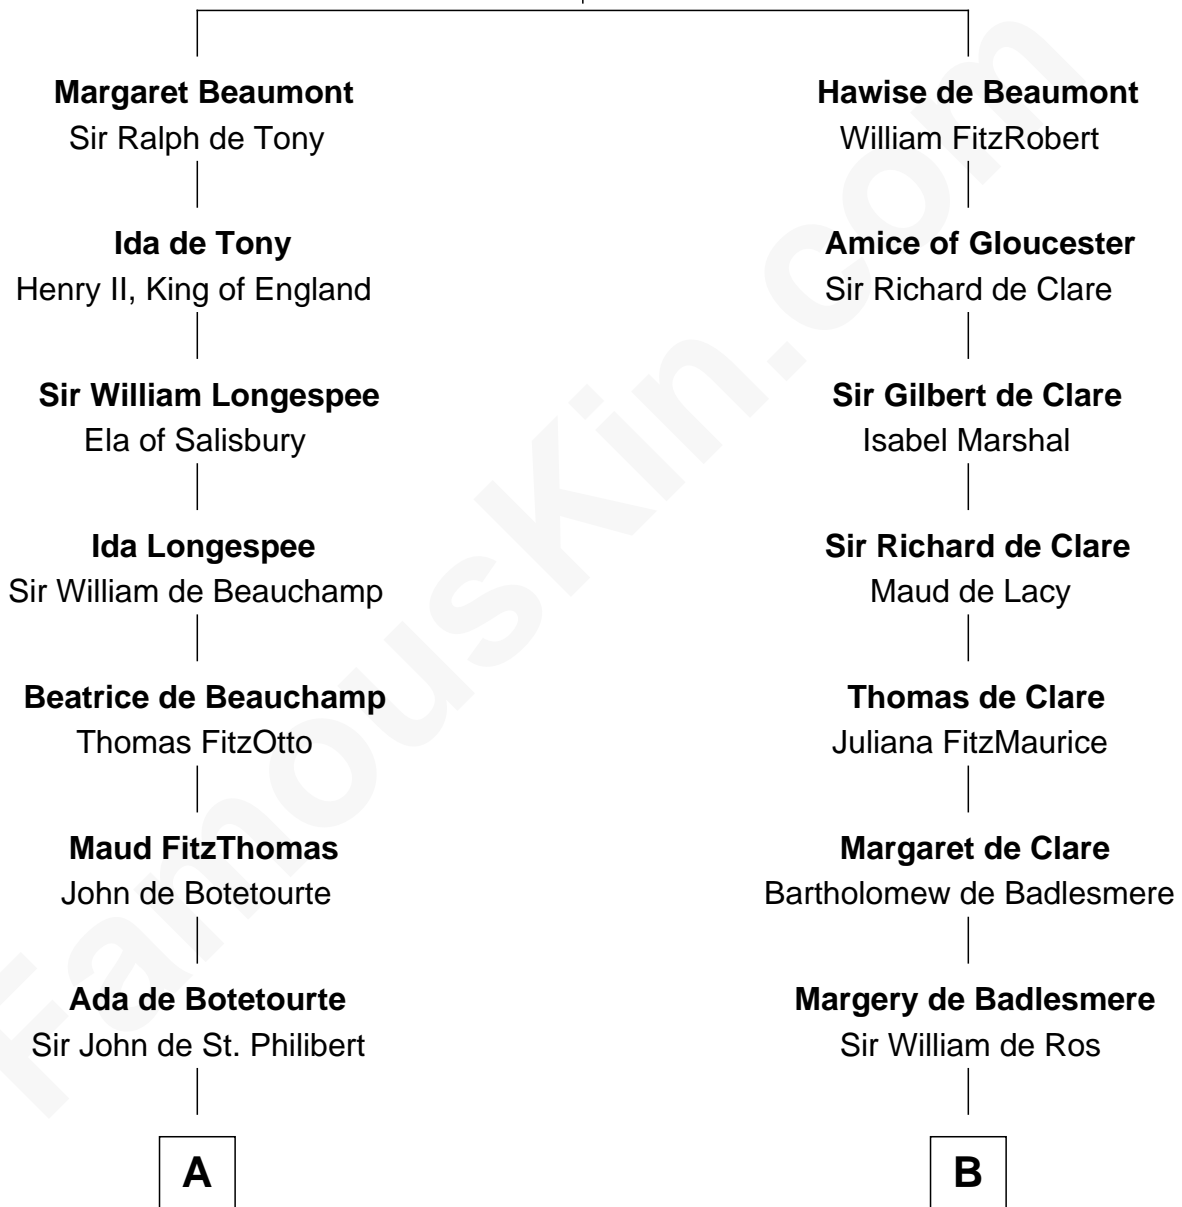 Margaret Beaumont
Sir Ralph de Tony
Ida de Tony
Henry II, King of England
Sir William Longespee
Ela of Salisbury
Ida Longespee
Sir William de Beauchamp
Beatrice de Beauchamp
Thomas FitzOtto
Maud FitzThomas
John de Botetourte
Ada de Botetourte
Sir John de St. Philibert
A
Hawise de Beaumont
William FitzRobert
Amice of Gloucester
Sir Richard de Clare
Sir Gilbert de Clare
Isabel Marshal
Sir Richard de Clare
Maud de Lacy
Thomas de Clare
Juliana FitzMaurice
Margaret de Clare
Bartholomew de Badlesmere
Margery de Badlesmere
Sir William de Ros
B
FamousKin.com